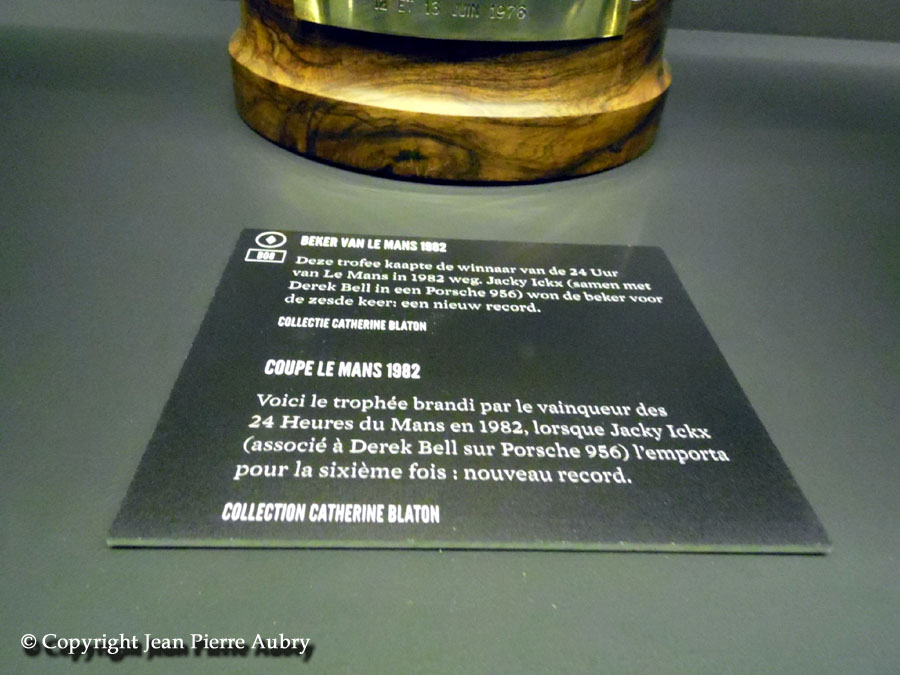 12 ET 13 JUIN 1976
BEKER VAN LE MANS 1982
808
Deze trofee kaapte de winnaar van de 24 Uur
van Le Mans in 1982 weg. Jacky Ickx (samen met
Derek Bell in een Porsche 956) won de beker voor
de zesde keer: een nieuw record.
COLLECTIE CATHERINE BLATON
COUPE LE MANS 1982
Voici le trophée brandi par le vainqueur des
24 Heures du Mans en 1982, lorsque Jacky Ickx
(associé à Derek Bell sur Porsche 956) l'emporta
pour la sixième fois : nouveau record.
COLLECTION CATHERINE BLATON
© Copyright Jean Pierre Aubry